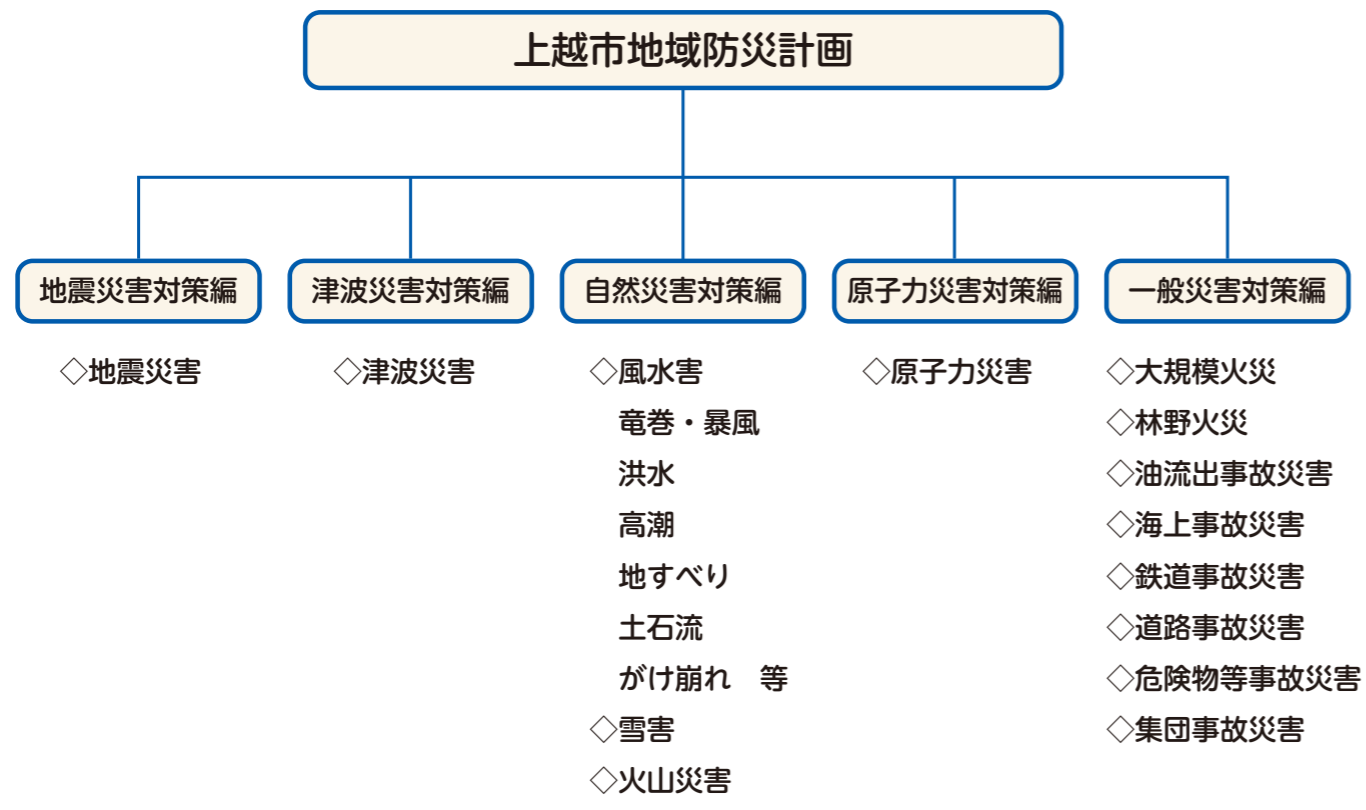 上越市地域防災計画
地震災害対策編
◇地震災害
津波災害対策編
◇津波災害
自然災害対策編
◇風水害
竜巻・暴風
洪水
高潮
地すべり
土石流
がけ崩れ　等
◇雪害
◇火山災害
原子力災害対策編
◇原子力災害
一般災害対策編
◇大規模火災
◇林野火災
◇油流出事故災害
◇海上事故災害
◇鉄道事故災害
◇道路事故災害
◇危険物等事故災害
◇集団事故災害